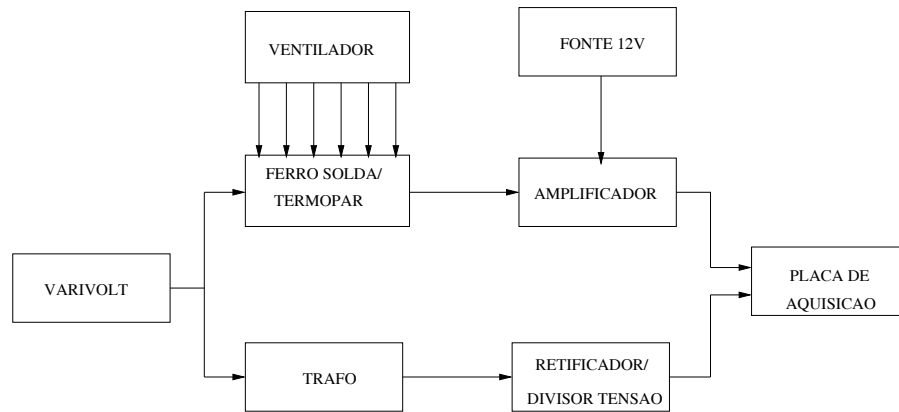 VENTILADOR
FONTE 12V
FERRO SOLDA/
TERMOPAR
AMPLIFICADOR
VARIVOLT
PLACA DE
AQUISICAO
TRAFO
RETIFICADOR/
DIVISOR TENSAO